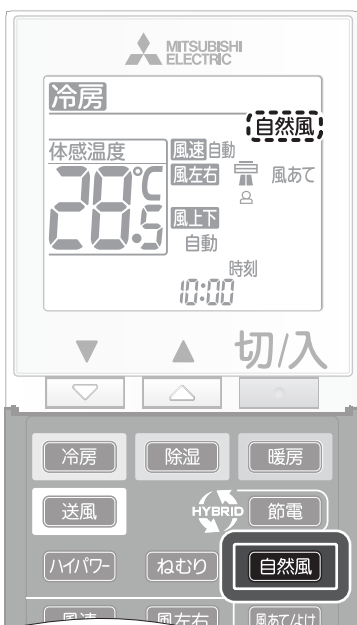 MITSUBISHI
ELECTRIC
冷房
自然風
体感温度
風速 自動
28.5℃
風左右 風あて
風上下
自動
時刻
10:00
切/入
冷房 除湿 暖房
送風 HYBRID 節電
ハイパワー ねむり 自然風
風速 風左右 風あて/よけ